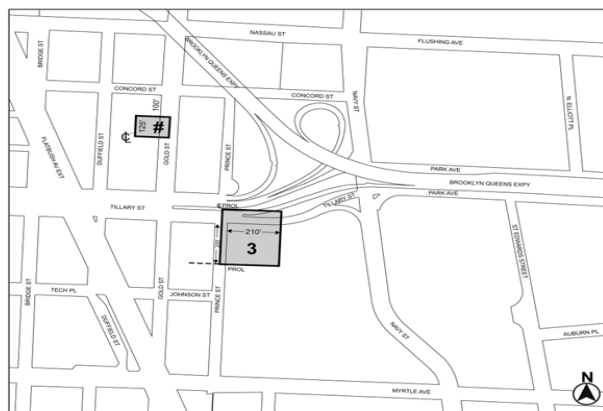 NASSAU ST
FLUSHING AVE
BRIDGE ST
BROOKLYN QUEENS EXPY
CONCORD ST
CONCORD ST
NAVY ST
N ELLIOTT PL
100'
125'
#
℄
FLATBUSH AV EXT
DUFFIELD ST
GOLD ST
PRINCE ST
PARK AVE
BROOKLYN QUEENS EXPY
PARK AVE
TILLARY ST
℄ PROL
TILLARY ST
210'
200'
3
PROL
ST EDWARDS STREET
TECH PL
JOHNSON ST
BRIDGE ST
GOLD ST
PRINCE ST
DUFFIELD ST
NAVY ST
AUBURN PL
MYRTLE AVE
N